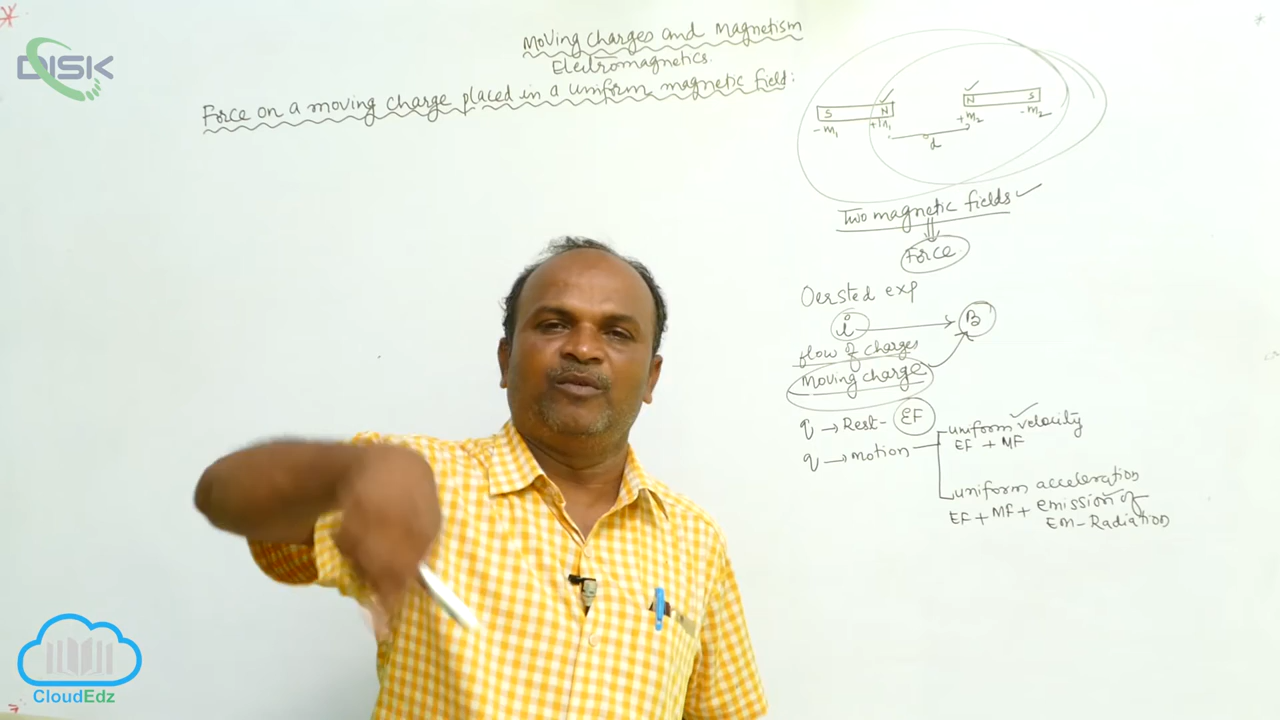 DISK
Moving charges and Magnetism
Electromagnetics.
Force on a moving charge placed in a uniform magnetic field:
S N
N S
-m₁ +m₁
+m₂ -m₂
d
Two magnetic fields ✓
⇓
Force
Oersted exp
i → B
flow of charges
Moving charge
q → Rest - EF
q → motion
uniform velocity
EF + MF
uniform acceleration
EF + MF + emission of
EM-Radiation
CloudEdz